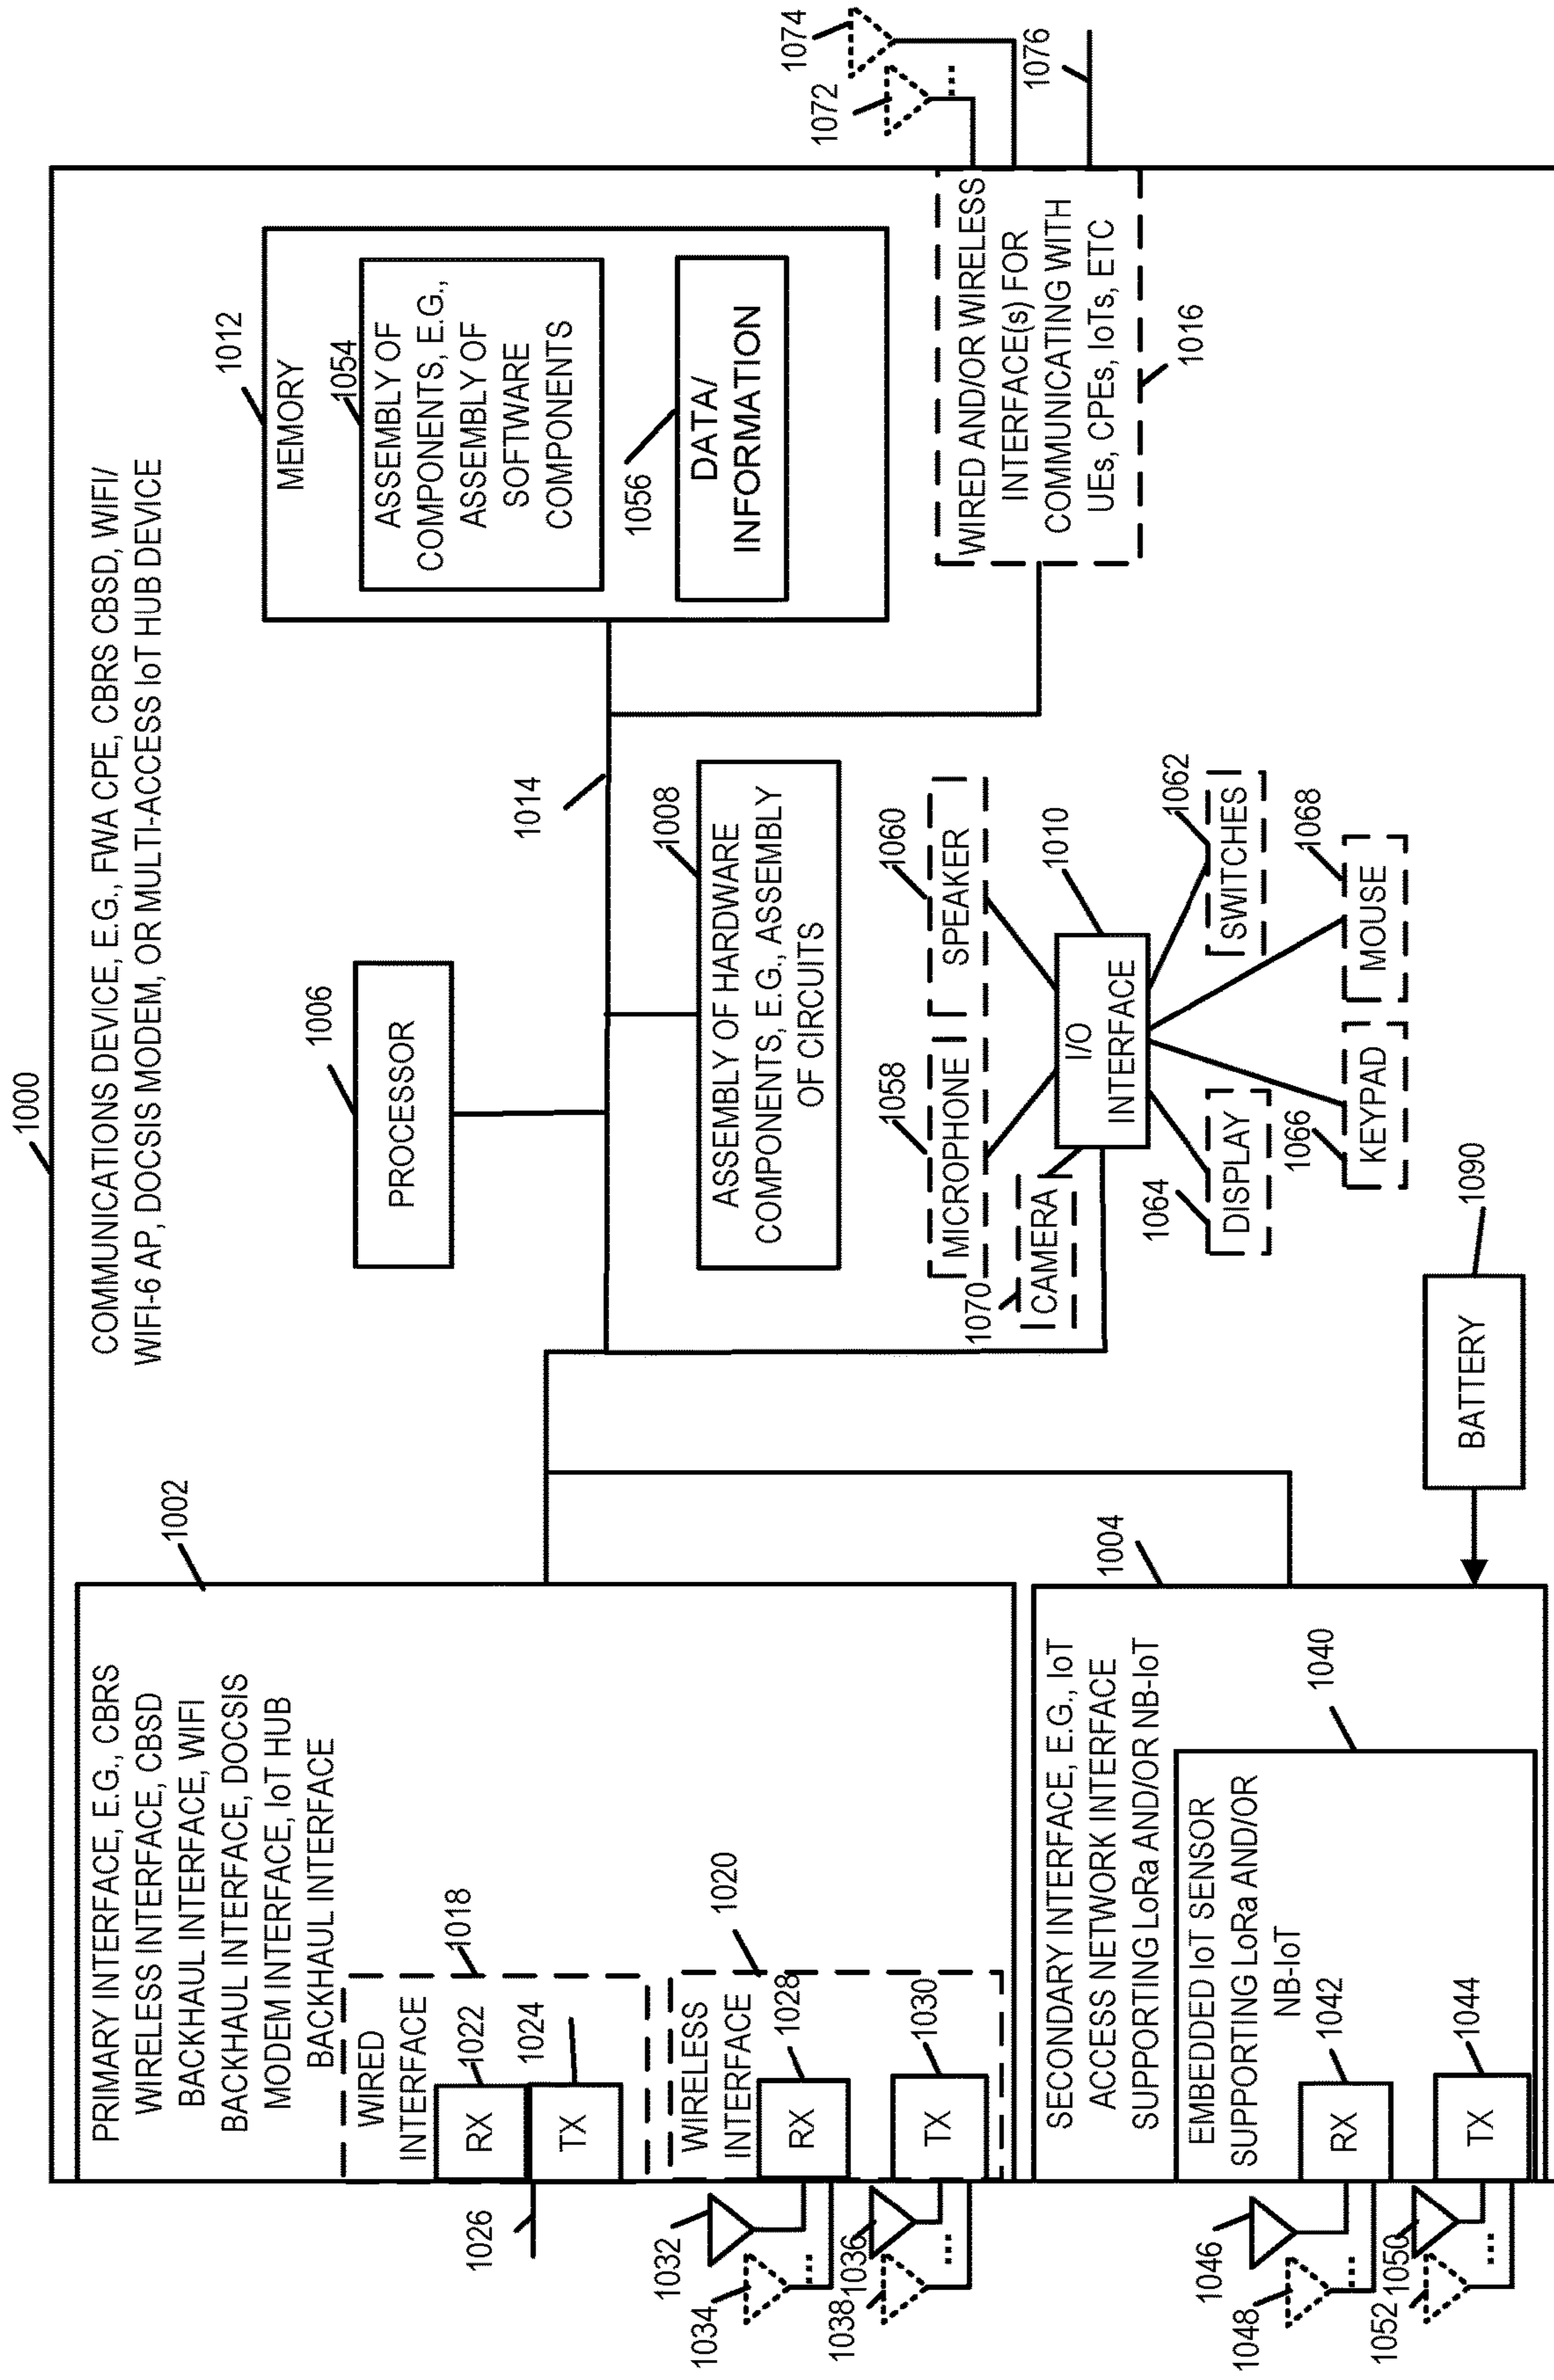 1000
COMMUNICATIONS DEVICE, E.G., FWA CPE, CBRS CBSD, WIFI/
WIFI-6 AP, DOCSIS MODEM, OR MULTI-ACCESS IoT HUB DEVICE
1002
PRIMARY INTERFACE, E.G., CBRS
WIRELESS INTERFACE, CBSD
BACKHAUL INTERFACE, WIFI
BACKHAUL INTERFACE, DOCSIS
MODEM INTERFACE, IoT HUB
BACKHAUL INTERFACE
1018
WIRED
INTERFACE
1022
RX
1024
TX
1026
1020
WIRELESS
INTERFACE
1028
RX
1030
TX
1032
1034
...
1036
1038
...
1004
SECONDARY INTERFACE, E.G., IoT
ACCESS NETWORK INTERFACE
SUPPORTING LoRa AND/OR NB-IoT
1040
EMBEDDED IoT SENSOR
SUPPORTING LoRa AND/OR
NB-IoT
1042
RX
1044
TX
1046
1048
...
1050
1052
...
1006
PROCESSOR
1014
1008
ASSEMBLY OF HARDWARE
COMPONENTS, E.G., ASSEMBLY
OF CIRCUITS
1058
MICROPHONE
1060
SPEAKER
1070
CAMERA
1010
I/O
INTERFACE
1064
DISPLAY
1062
SWITCHES
1066
KEYPAD
1068
MOUSE
1090
BATTERY
1012
MEMORY
1054
ASSEMBLY OF
COMPONENTS, E.G.,
ASSEMBLY OF
SOFTWARE
COMPONENTS
1056
DATA/
INFORMATION
WIRED AND/OR WIRELESS
INTERFACE(s) FOR
COMMUNICATING WITH
UEs, CPEs, IoTs, ETC
1016
1072
1074
...
1076